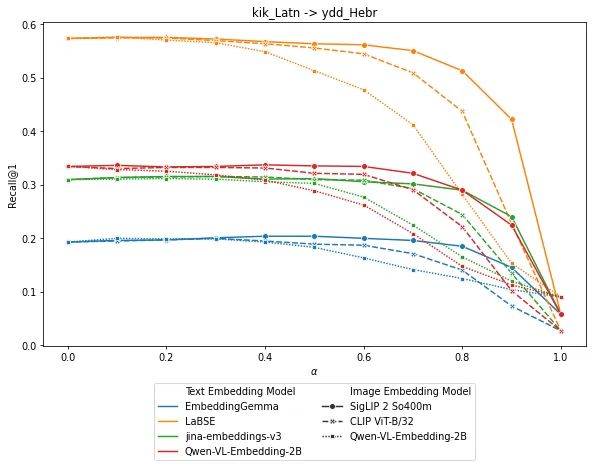 kik_Latn -> ydd_Hebr
0.6
0.5
0.4
0.3
0.2
0.1
0.0
Recall@1
0.0 0.2 0.4 0.6 0.8 1.0
α
Text Embedding Model Image Embedding Model
EmbeddingGemma SigLIP 2 So400m
LaBSE CLIP ViT-B/32
jina-embeddings-v3 Qwen-VL-Embedding-2B
Qwen-VL-Embedding-2B